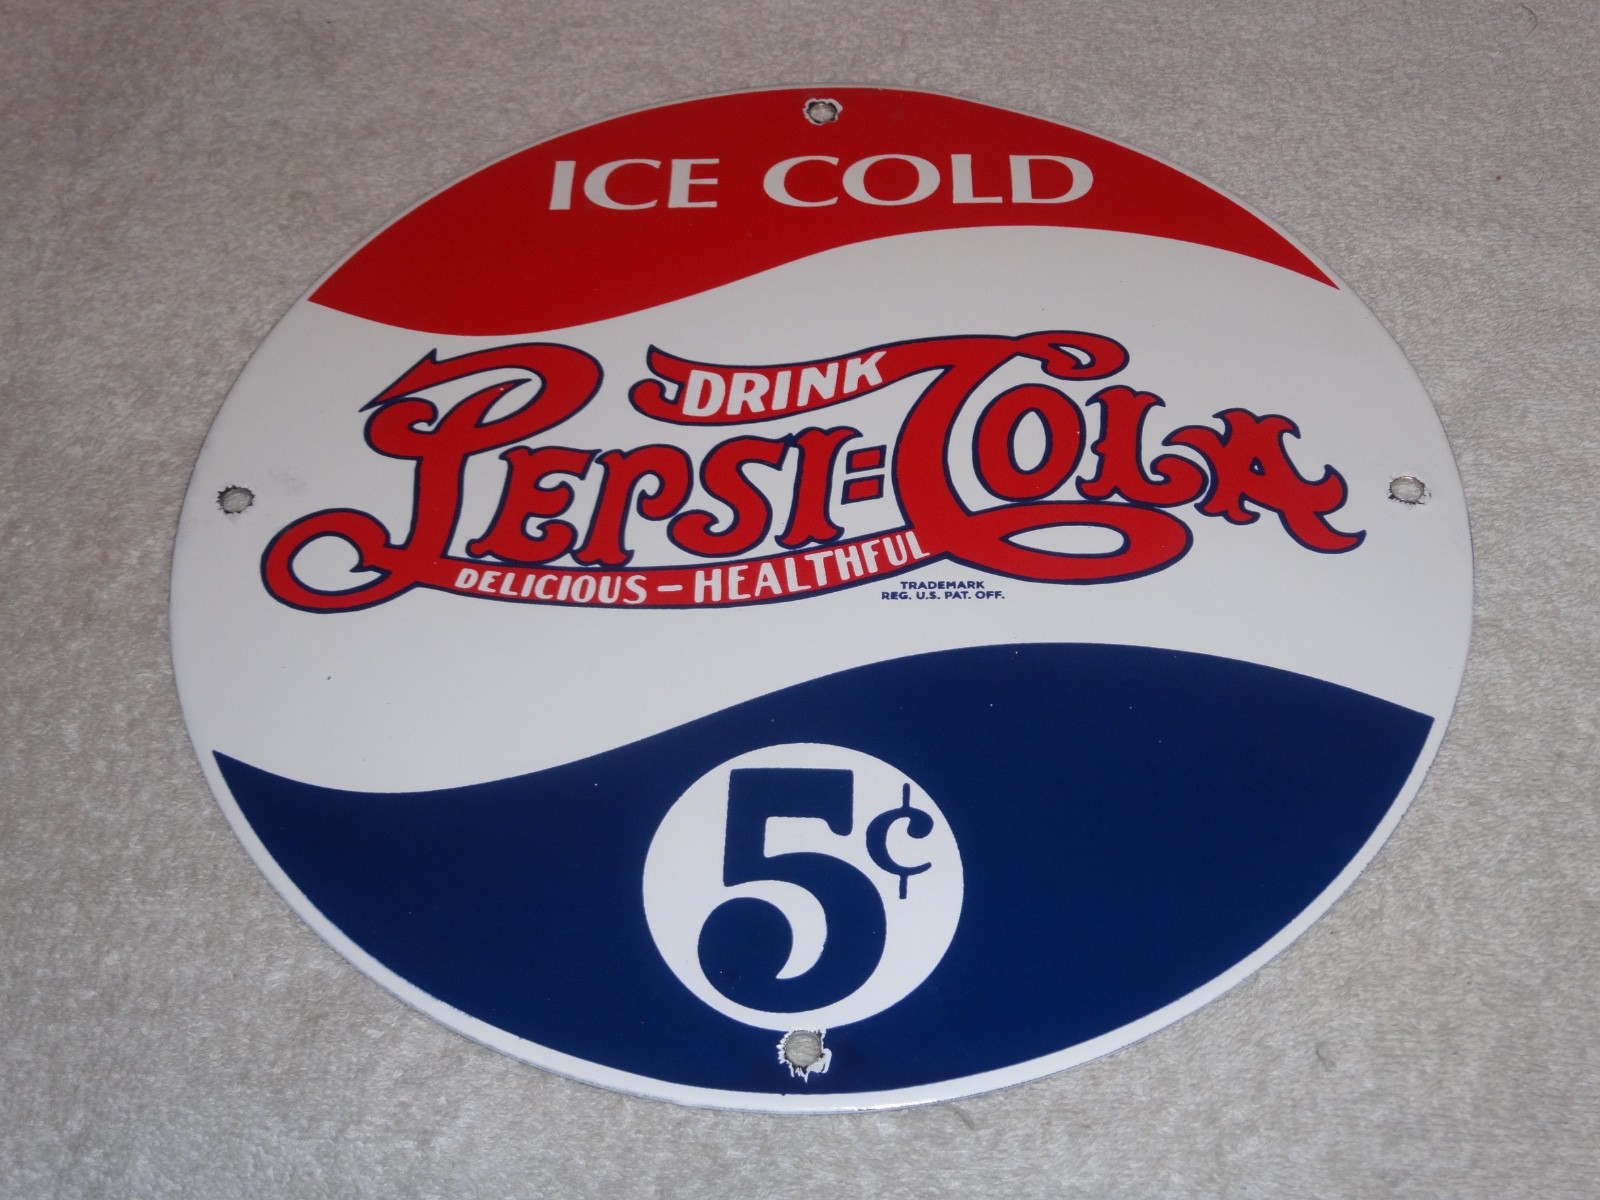 ICE COLD
DRINK
PEPSI=COLA
DELICIOUS - HEALTHFUL
TRADEMARK
REG. U.S. PAT. OFF.
5¢